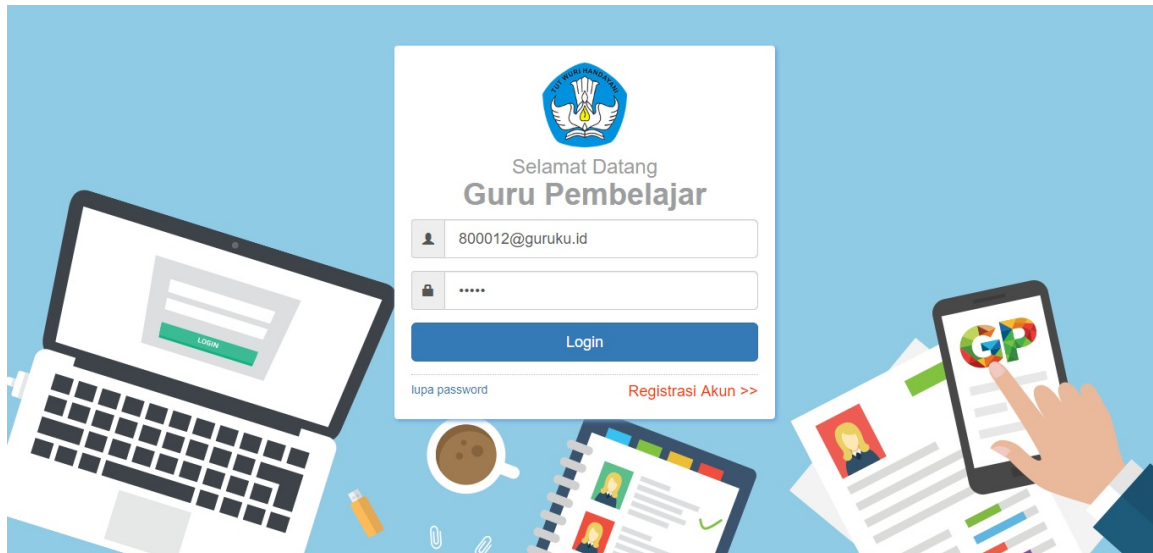 TUT WURI HANDAYANI
Selamat Datang
Guru Pembelajar
800012@guruku.id
•••••
Login
lupa password
Registrasi Akun >>
LOGIN
GP